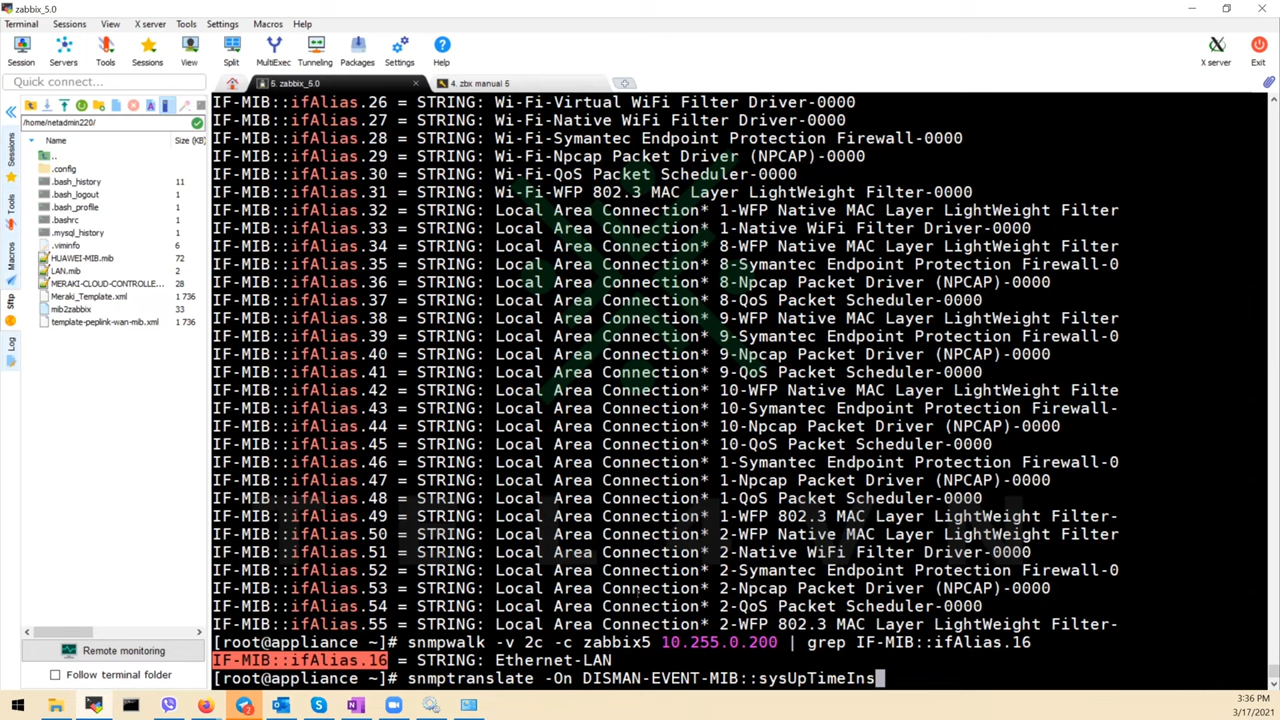 zabbix_5.0
Terminal Sessions View X server Tools Settings Macros Help
Session Servers Tools Sessions View Split MultiExec Tunneling Packages Settings Help X server Exit
Quick connect...
5. zabbix_5.0
4. zbx manual 5
/home/netadmin220/
Name Size (KB)
..
.config
.bash_history 11
.bash_logout 1
.bash_profile 1
.bashrc 1
.mysql_history 1
.viminfo 6
HUAWEI-MIB.mib 72
LAN.mib 2
MERAKI-CLOUD-CONTROLLE... 28
Meraki_Template.xml 1 736
mib2zabbix 33
template-peplink-wan-mib.xml 1 736
Sessions
Tools
Macros
Sftp
Log
Remote monitoring
Follow terminal folder
IF-MIB::ifAlias.26 = STRING: Wi-Fi-Virtual WiFi Filter Driver-0000
IF-MIB::ifAlias.27 = STRING: Wi-Fi-Native WiFi Filter Driver-0000
IF-MIB::ifAlias.28 = STRING: Wi-Fi-Symantec Endpoint Protection Firewall-0000
IF-MIB::ifAlias.29 = STRING: Wi-Fi-Npcap Packet Driver (NPCAP)-0000
IF-MIB::ifAlias.30 = STRING: Wi-Fi-QoS Packet Scheduler-0000
IF-MIB::ifAlias.31 = STRING: Wi-Fi-WFP 802.3 MAC Layer LightWeight Filter-0000
IF-MIB::ifAlias.32 = STRING: Local Area Connection* 1-WFP Native MAC Layer LightWeight Filter
IF-MIB::ifAlias.33 = STRING: Local Area Connection* 1-Native WiFi Filter Driver-0000
IF-MIB::ifAlias.34 = STRING: Local Area Connection* 8-WFP Native MAC Layer LightWeight Filter
IF-MIB::ifAlias.35 = STRING: Local Area Connection* 8-Symantec Endpoint Protection Firewall-0
IF-MIB::ifAlias.36 = STRING: Local Area Connection* 8-Npcap Packet Driver (NPCAP)-0000
IF-MIB::ifAlias.37 = STRING: Local Area Connection* 8-QoS Packet Scheduler-0000
IF-MIB::ifAlias.38 = STRING: Local Area Connection* 9-WFP Native MAC Layer LightWeight Filter
IF-MIB::ifAlias.39 = STRING: Local Area Connection* 9-Symantec Endpoint Protection Firewall-0
IF-MIB::ifAlias.40 = STRING: Local Area Connection* 9-Npcap Packet Driver (NPCAP)-0000
IF-MIB::ifAlias.41 = STRING: Local Area Connection* 9-QoS Packet Scheduler-0000
IF-MIB::ifAlias.42 = STRING: Local Area Connection* 10-WFP Native MAC Layer LightWeight Filte
IF-MIB::ifAlias.43 = STRING: Local Area Connection* 10-Symantec Endpoint Protection Firewall-
IF-MIB::ifAlias.44 = STRING: Local Area Connection* 10-Npcap Packet Driver (NPCAP)-0000
IF-MIB::ifAlias.45 = STRING: Local Area Connection* 10-QoS Packet Scheduler-0000
IF-MIB::ifAlias.46 = STRING: Local Area Connection* 1-Symantec Endpoint Protection Firewall-0
IF-MIB::ifAlias.47 = STRING: Local Area Connection* 1-Npcap Packet Driver (NPCAP)-0000
IF-MIB::ifAlias.48 = STRING: Local Area Connection* 1-QoS Packet Scheduler-0000
IF-MIB::ifAlias.49 = STRING: Local Area Connection* 1-WFP 802.3 MAC Layer LightWeight Filter-
IF-MIB::ifAlias.50 = STRING: Local Area Connection* 2-WFP Native MAC Layer LightWeight Filter
IF-MIB::ifAlias.51 = STRING: Local Area Connection* 2-Native WiFi Filter Driver-0000
IF-MIB::ifAlias.52 = STRING: Local Area Connection* 2-Symantec Endpoint Protection Firewall-0
IF-MIB::ifAlias.53 = STRING: Local Area Connection* 2-Npcap Packet Driver (NPCAP)-0000
IF-MIB::ifAlias.54 = STRING: Local Area Connection* 2-QoS Packet Scheduler-0000
IF-MIB::ifAlias.55 = STRING: Local Area Connection* 2-WFP 802.3 MAC Layer LightWeight Filter-
[root@appliance ~]# snmpwalk -v 2c -c zabbix5 10.255.0.200 | grep IF-MIB::ifAlias.16
IF-MIB::ifAlias.16 = STRING: Ethernet-LAN
[root@appliance ~]# snmptranslate -On DISMAN-EVENT-MIB::sysUpTimeIns
3:36 PM
3/17/2021